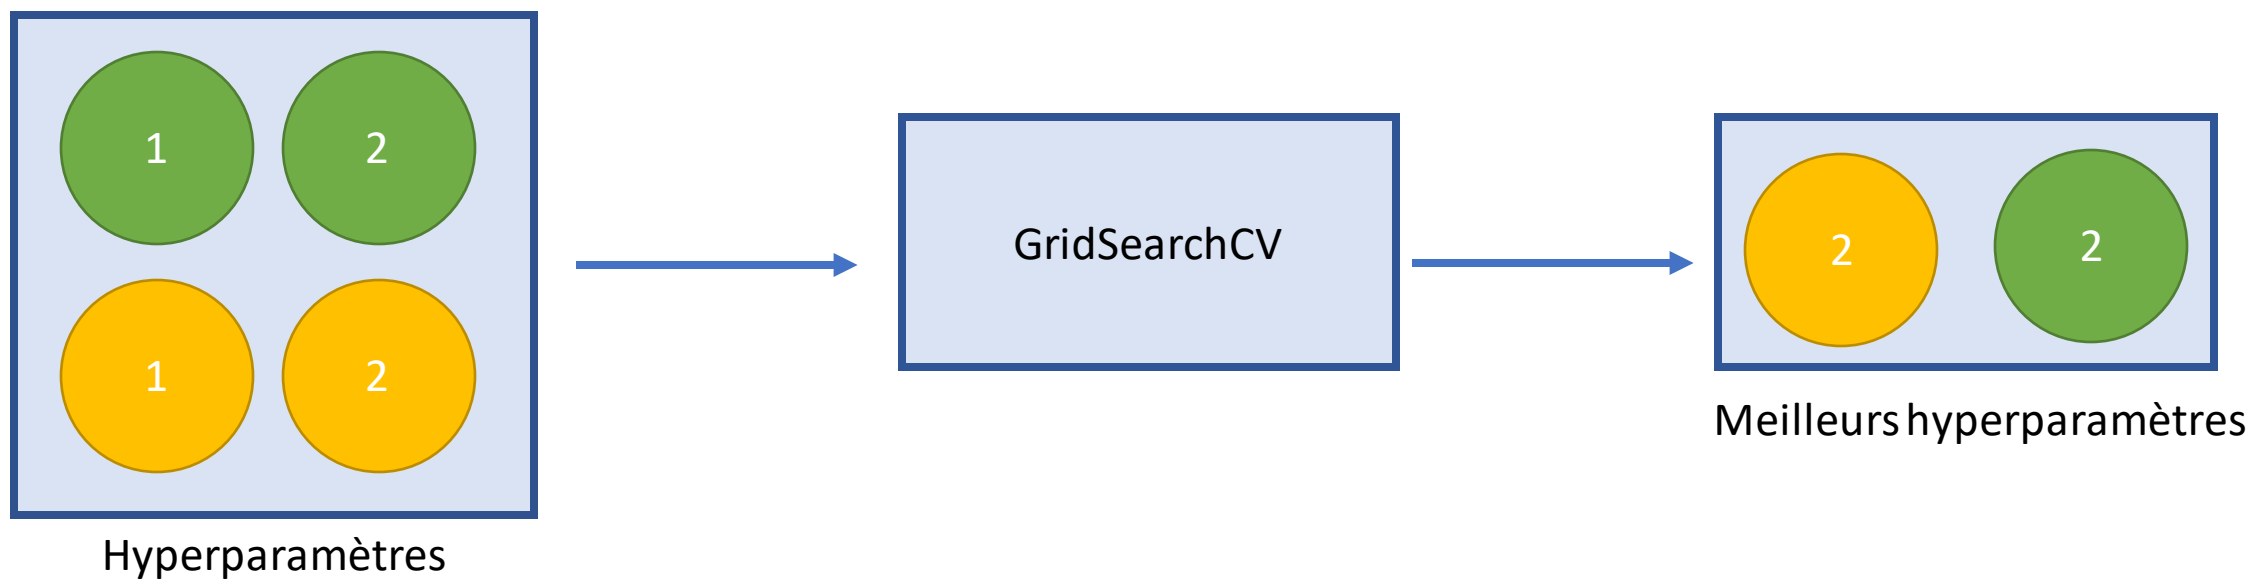 1 2
1 2
Hyperparamètres
GridSearchCV
2 2
Meilleurs hyperparamètres